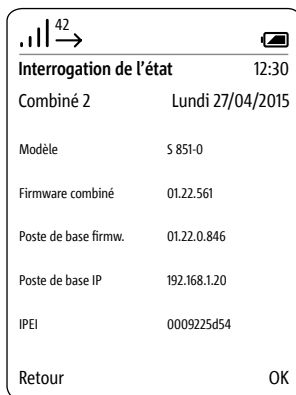 42
Interrogation de l'état 12:30
Combiné 2 Lundi 27/04/2015
Modèle S 851-0
Firmware combiné 01.22.561
Poste de base firmw. 01.22.0.846
Poste de base IP 192.168.1.20
IPEI 0009225d54
Retour OK